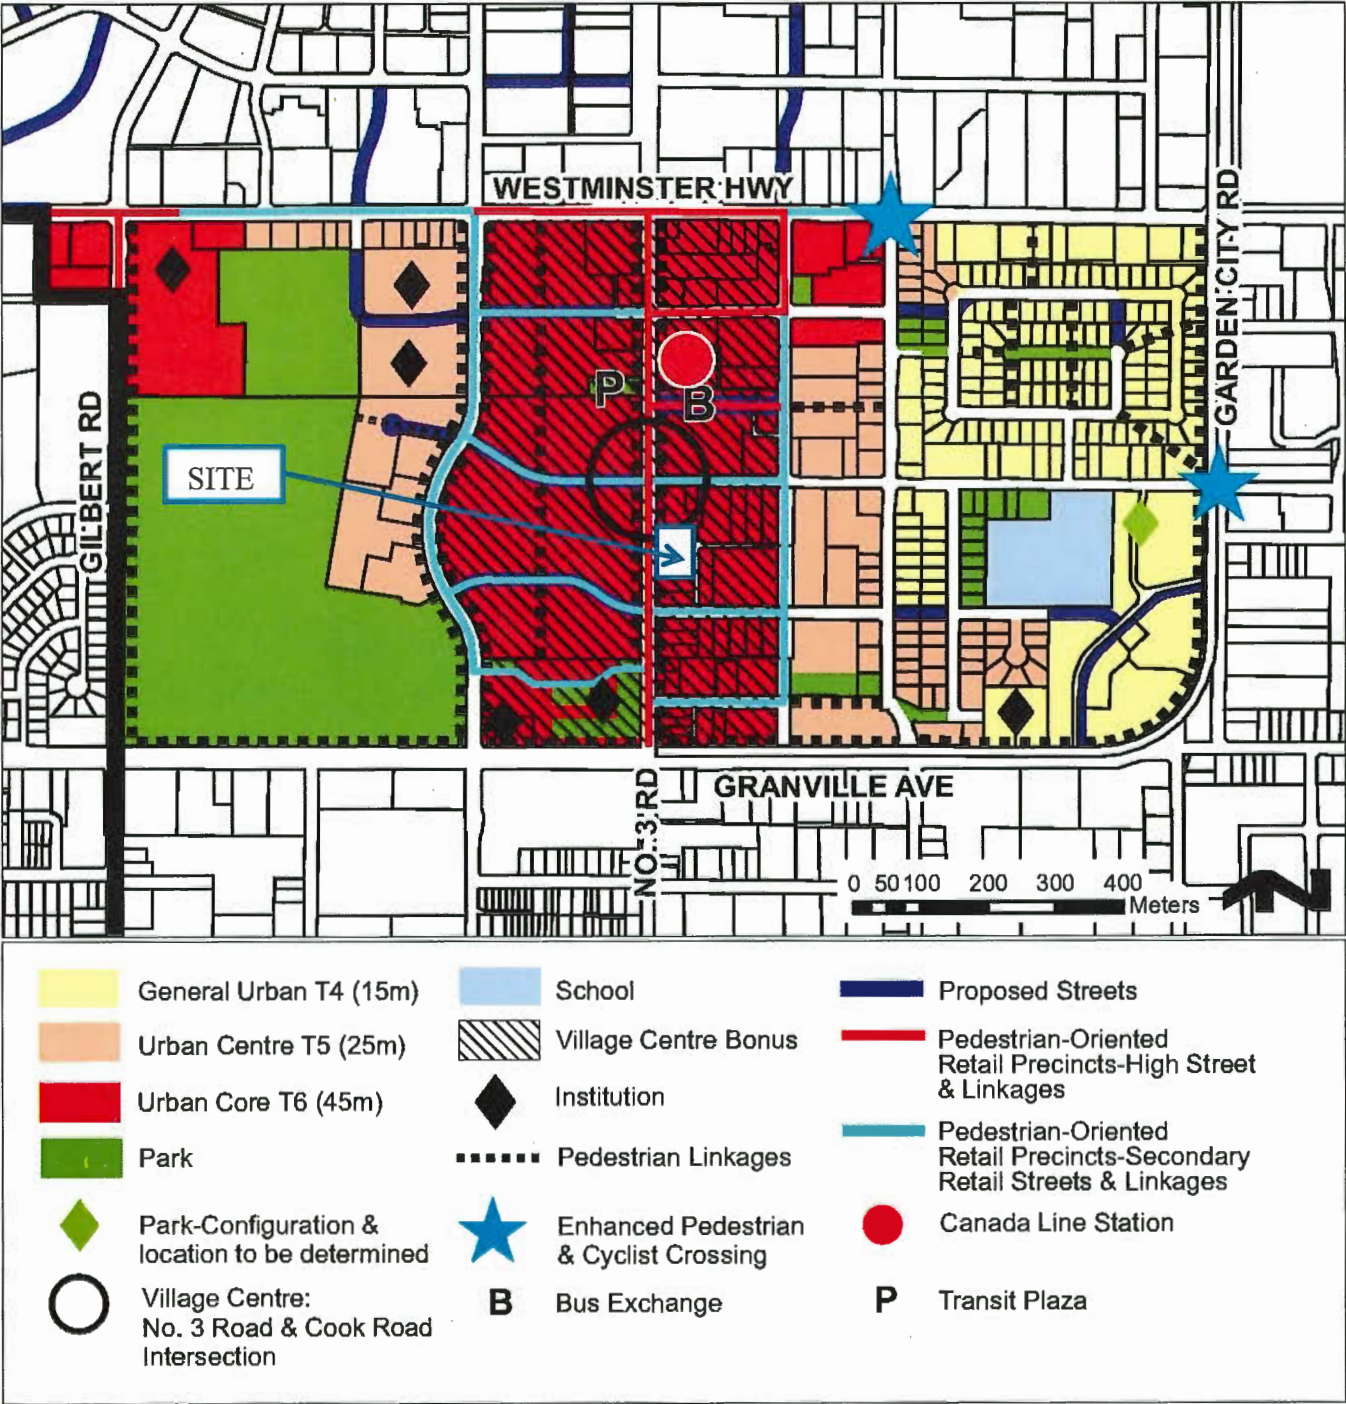 WESTMINSTER HWY
GARDEN CITY RD
GILBERT RD
SITE
P
B
NO. 3 RD
GRANVILLE AVE
0 50 100 200 300 400
Meters
General Urban T4 (15m)
Urban Centre T5 (25m)
Urban Core T6 (45m)
Park
Park-Configuration &
location to be determined
Village Centre:
No. 3 Road & Cook Road
Intersection
School
Village Centre Bonus
Institution
Pedestrian Linkages
Enhanced Pedestrian
& Cyclist Crossing
B Bus Exchange
Proposed Streets
Pedestrian-Oriented
Retail Precincts-High Street
& Linkages
Pedestrian-Oriented
Retail Precincts-Secondary
Retail Streets & Linkages
Canada Line Station
P Transit Plaza